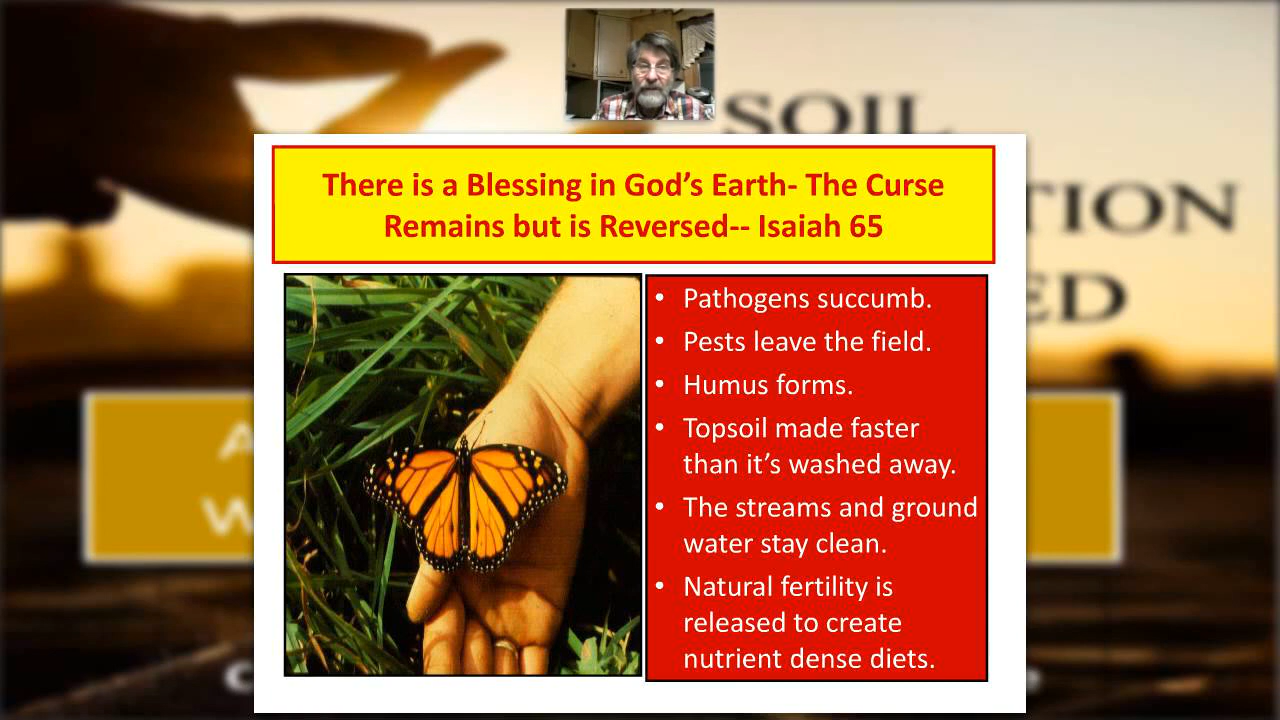 SOIL
There is a Blessing in God's Earth- The Curse
Remains but is Reversed-- Isaiah 65
• Pathogens succumb.
• Pests leave the field.
• Humus forms.
• Topsoil made faster
than it's washed away.
• The streams and ground
water stay clean.
• Natural fertility is
released to create
nutrient dense diets.